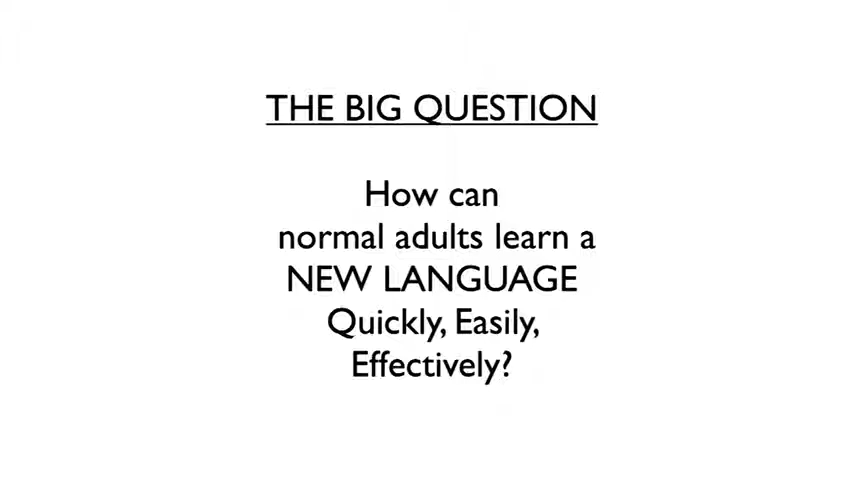 THE BIG QUESTION
How can
normal adults learn a
NEW LANGUAGE
Quickly, Easily,
Effectively?